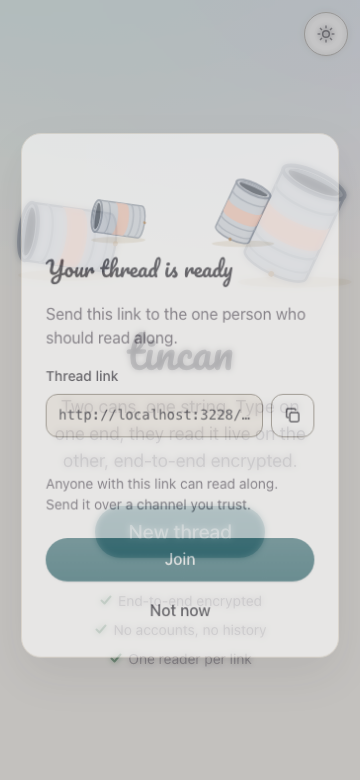 Your thread is ready
Send this link to the one person who
should read along.
tincan
Thread link
Two cans, one string. Type on
http://localhost:3228/…
one end, they read it live on the
other, end-to-end encrypted.
Anyone with this link can read along.
Send it over a channel you trust.
New thread
Join
End-to-end encrypted
Not now
No accounts, no history
One reader per link